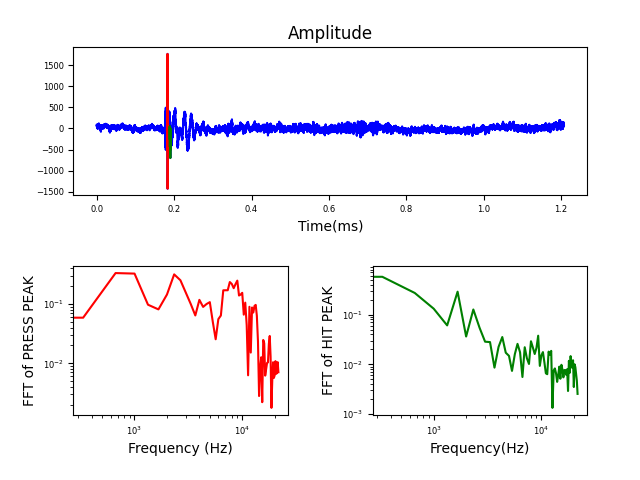 Amplitude
1500
1000
500
0
−500
−1000
−1500
0.0 0.2 0.4 0.6 0.8 1.0 1.2
Time(ms)
FFT of PRESS PEAK
10⁻¹
10⁻²
10³ 10⁴
Frequency (Hz)
FFT of HIT PEAK
10⁻¹
10⁻²
10⁻³
10³ 10⁴
Frequency(Hz)